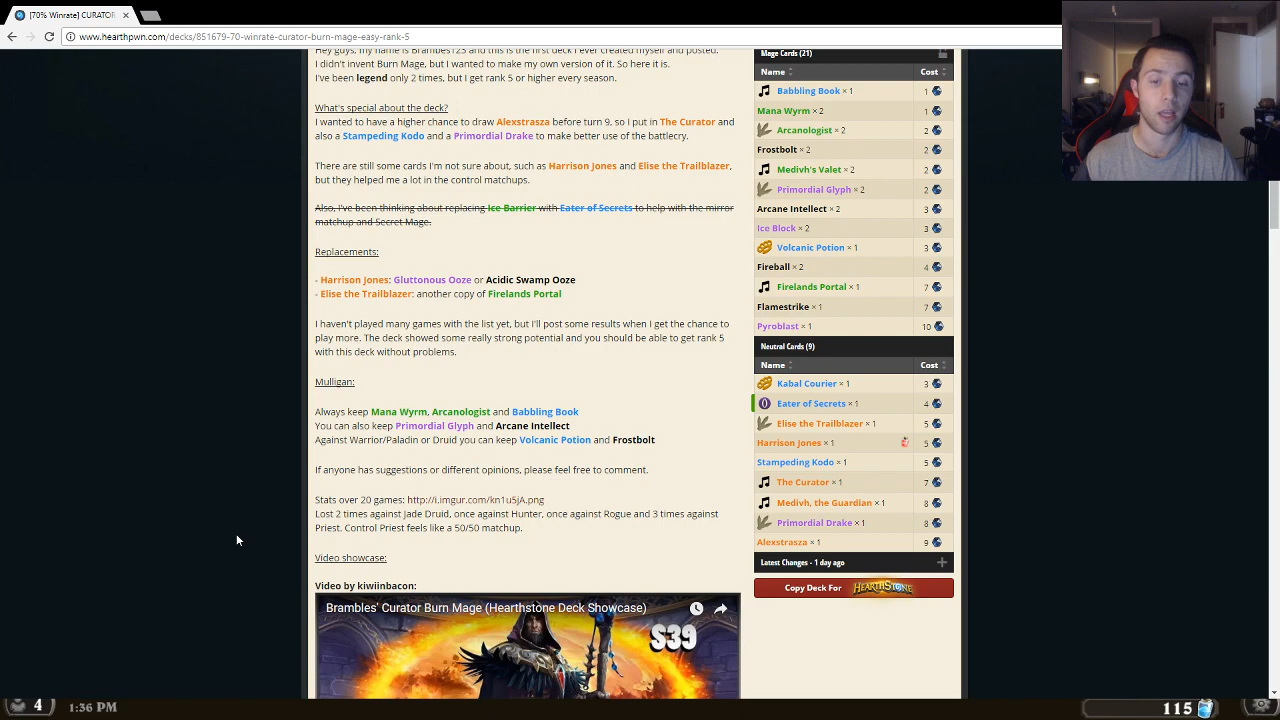 [70% Winrate] CURATOR
www.hearthpwn.com/decks/851679-70-winrate-curator-burn-mage-easy-rank-5
Hey guys, my name is Brambles123 and this is the first deck I ever created myself and posted.
I didn't invent Burn Mage, but I wanted to make my own version of it. So here it is.
I've been legend only 2 times, but I get rank 5 or higher every season.
What's special about the deck?
I wanted to have a higher chance to draw Alexstrasza before turn 9, so I put in The Curator and
also a Stampeding Kodo and a Primordial Drake to make better use of the battlecry.
There are still some cards I'm not sure about, such as Harrison Jones and Elise the Trailblazer,
but they helped me a lot in the control matchups.
Also, I've been thinking about replacing Ice Barrier with Eater of Secrets to help with the mirror
matchup and Secret Mage.
Replacements:
- Harrison Jones: Gluttonous Ooze or Acidic Swamp Ooze
- Elise the Trailblazer: another copy of Firelands Portal
I haven't played many games with the list yet, but I'll post some results when I get the chance to
play more. The deck showed some really strong potential and you should be able to get rank 5
with this deck without problems.
Mulligan:
Always keep Mana Wyrm, Arcanologist and Babbling Book
You can also keep Primordial Glyph and Arcane Intellect
Against Warrior/Paladin or Druid you can keep Volcanic Potion and Frostbolt
If anyone has suggestions or different opinions, please feel free to comment.
Stats over 20 games: http://i.imgur.com/kn1u5jA.png
Lost 2 times against Jade Druid, once against Hunter, once against Rogue and 3 times against
Priest. Control Priest feels like a 50/50 matchup.
Video showcase:
Video by kiwiinbacon:
Brambles' Curator Burn Mage (Hearthstone Deck Showcase)
S39
Mage Cards (21)
Name Cost
Babbling Book × 1 1
Mana Wyrm × 2 1
Arcanologist × 2 2
Frostbolt × 2 2
Medivh's Valet × 2 2
Primordial Glyph × 2 2
Arcane Intellect × 2 3
Ice Block × 2 3
Volcanic Potion × 1 3
Fireball × 2 4
Firelands Portal × 1 7
Flamestrike × 1 7
Pyroblast × 1 10
Neutral Cards (9)
Name Cost
Kabal Courier × 1 3
Eater of Secrets × 1 4
Elise the Trailblazer × 1 5
Harrison Jones × 1 5
Stampeding Kodo × 1 5
The Curator × 1 7
Medivh, the Guardian × 1 8
Primordial Drake × 1 8
Alexstrasza × 1 9
Latest Changes - 1 day ago
Copy Deck For HEARTHSTONE
4 1:36 PM
115